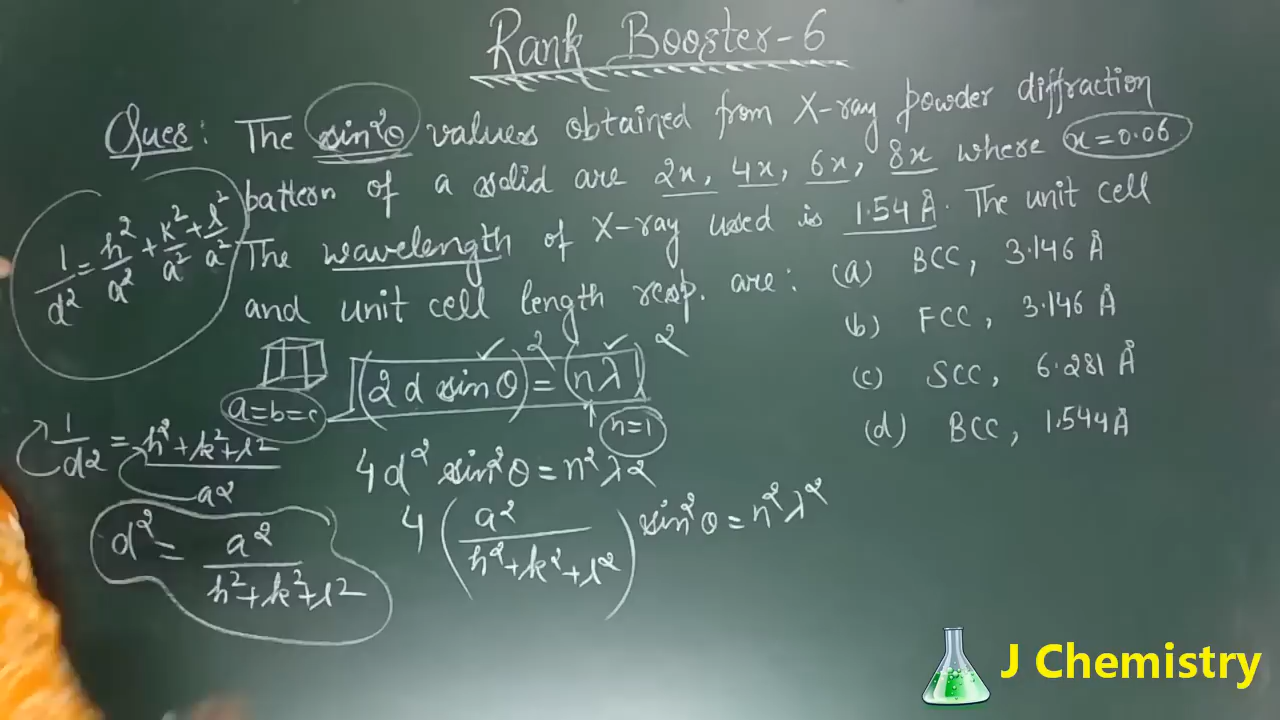 Rank Booster-6
Ques: The sin²θ values obtained from X-ray powder diffraction
pattern of a solid are 2x, 4x, 6x, 8x where x=0.06.
The wavelength of X-ray used is 1.54 Å. The unit cell
and unit cell length resp. are:
(a) BCC, 3.146 Å
(b) FCC, 3.146 Å
(c) SCC, 6.281 Å
(d) BCC, 1.544 Å
1/d² = h²/a² + k²/a² + l²/a²
a=b=c
1/d² = h²+k²+l²/a²
d² = a²/h²+k²+l²
(2 d sin θ)² = (nλ)²
n=1
4d² sin²θ = n²λ²
4 (a²/h²+k²+l²) sin²θ = n²λ²
J Chemistry